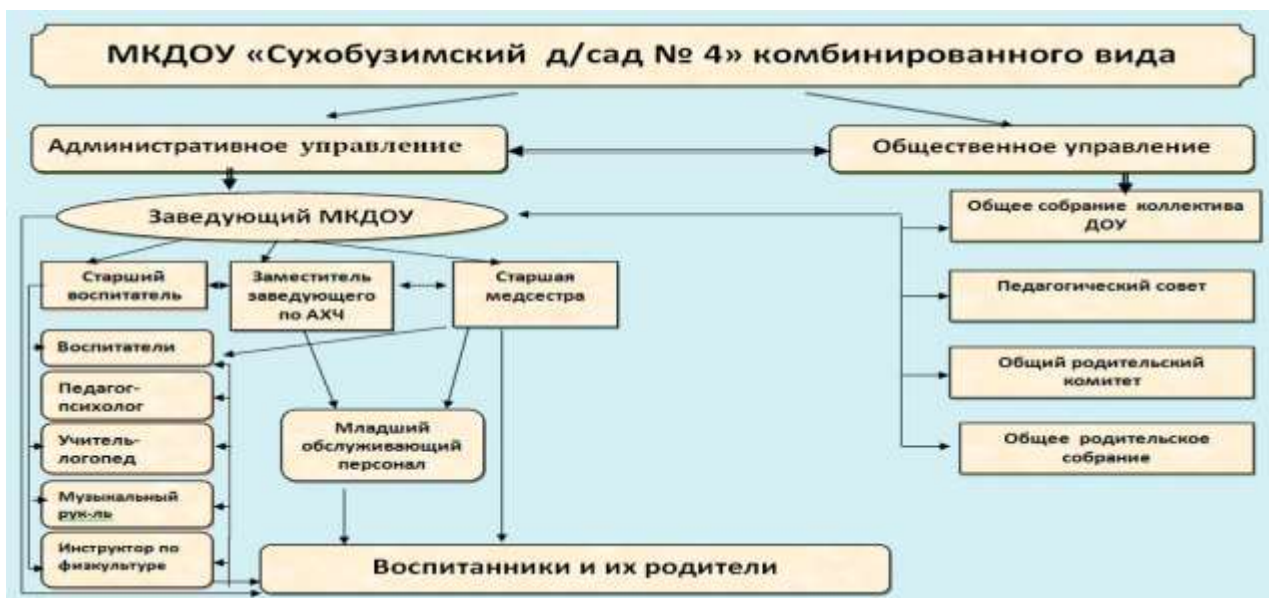 МКДОУ «Сухобузимский д/сад № 4» комбинированного вида
Административное управление
Общественное управление
Заведующий МКДОУ
Общее собрание коллектива
ДОУ
Старший
воспитатель
Заместитель
заведующего
по АХЧ
Старшая
медсестра
Педагогический совет
Воспитатели
Общий родительский
комитет
Педагог-
психолог
Младший
обслуживающий
персонал
Учитель-
логопед
Общее родительское
собрание
Музыкальный
рук-ль
Инструктор по
физкультуре
Воспитанники и их родители